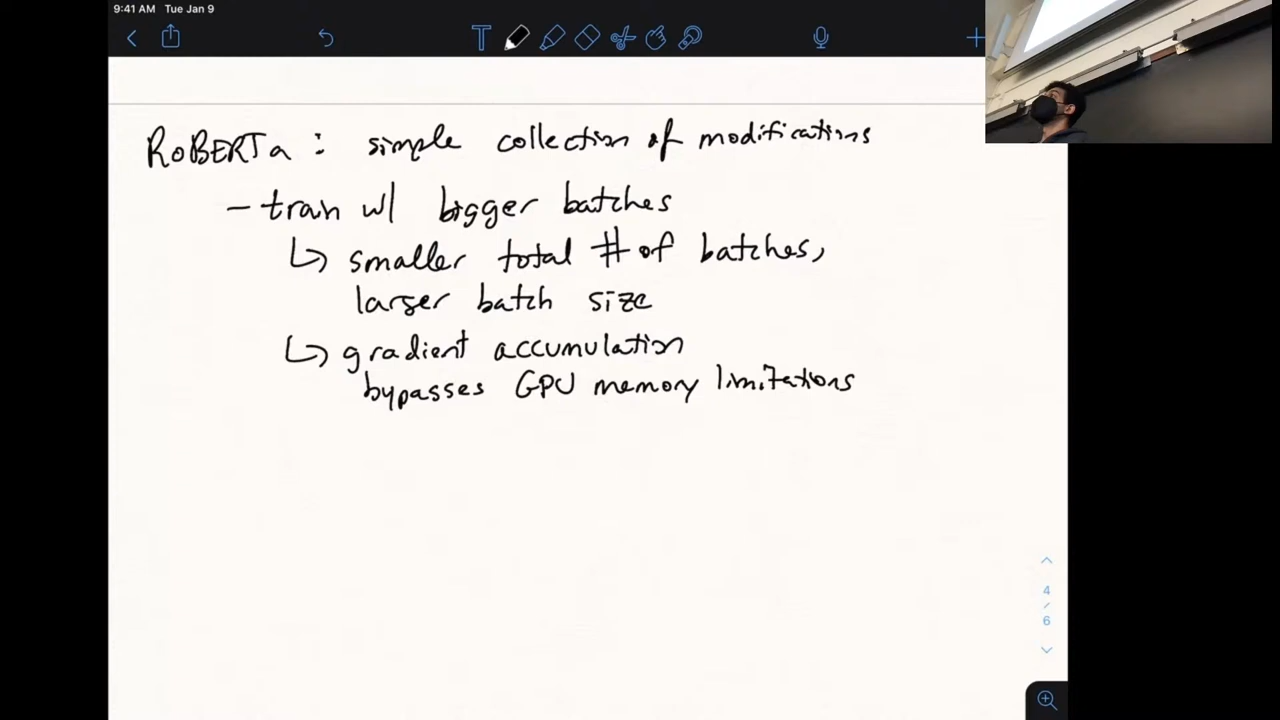 9:41 AM Tue Jan 9
RoBERTa : simple collection of modifications
- train w/ bigger batches
↳ smaller total # of batches,
larger batch size
↳ gradient accumulation
bypasses GPU memory limitations
4
/
6